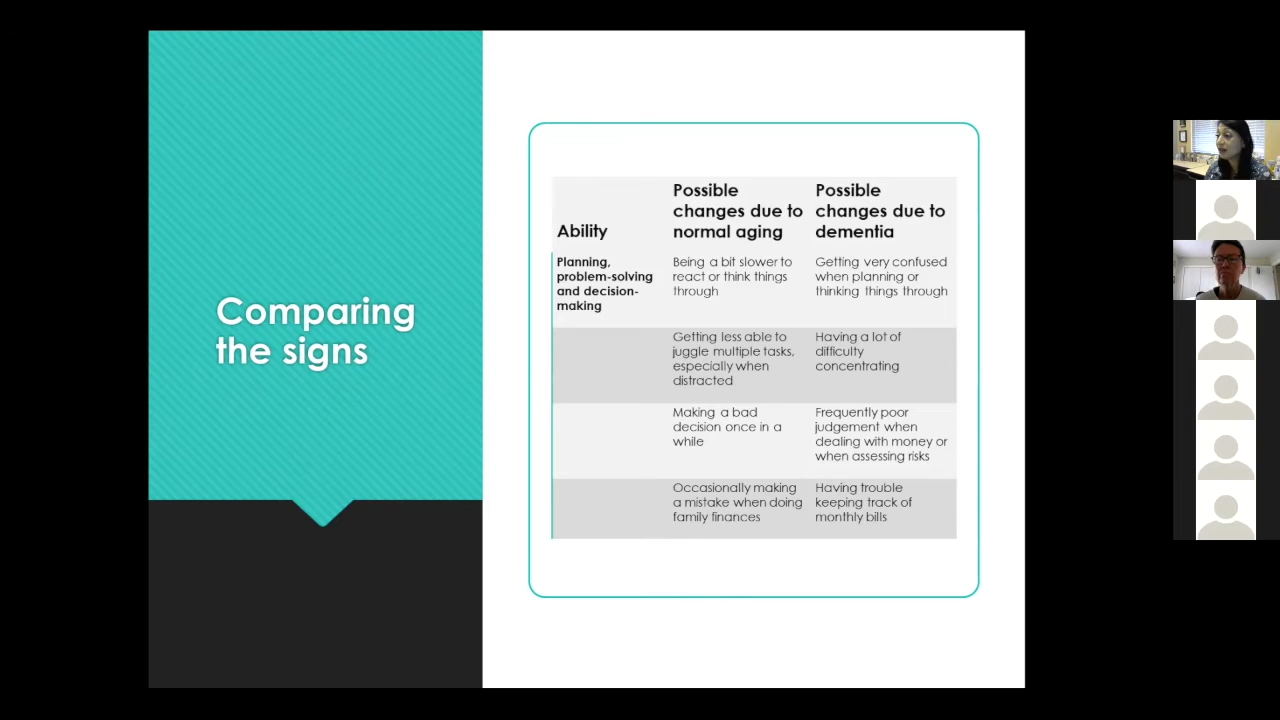 Comparing
the signs
Ability
Possible
changes due to
normal aging
Possible
changes due to
dementia
Planning,
problem-solving
and decision-
making
Being a bit slower to
react or think things
through
Getting very confused
when planning or
thinking things through
Getting less able to
juggle multiple tasks,
especially when
distracted
Having a lot of
difficulty
concentrating
Making a bad
decision once in a
while
Frequently poor
judgement when
dealing with money or
when assessing risks
Occasionally making
a mistake when doing
family finances
Having trouble
keeping track of
monthly bills